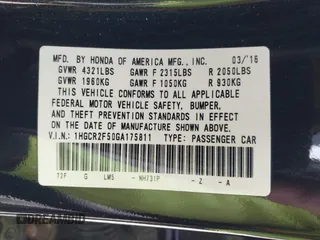 MFD. BY HONDA OF AMERICA MFG., INC. 03/16
GVWR 4321LBS GAWR F 2315LBS R 2050LBS
GVWR 1960KG GAWR F 1050KG R 930KG
THIS VEHICLE CONFORMS TO ALL APPLICABLE
FEDERAL MOTOR VEHICLE SAFETY, BUMPER,
AND THEFT PREVENTION STANDARDS IN EFFECT
ON THE DATE OF MANUFACTURE SHOWN ABOVE.
V.I.N.: 1HGCR2F50GA175811 TYPE: PASSENGER CAR
T2F G LM5 - NH731P - Z - A